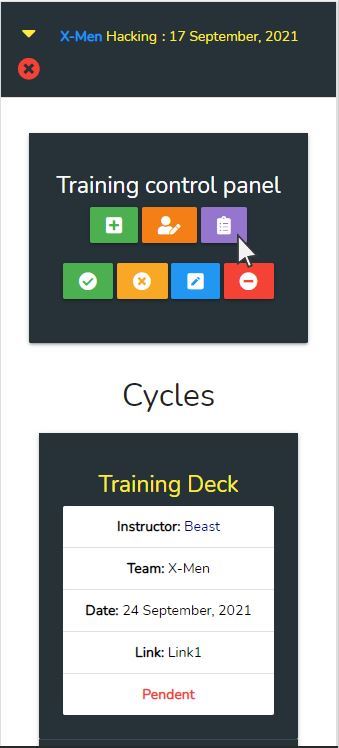 X-Men Hacking : 17 September, 2021
Training control panel
Cycles
Training Deck
Instructor: Beast
Team: X-Men
Date: 24 September, 2021
Link: Link1
Pendent